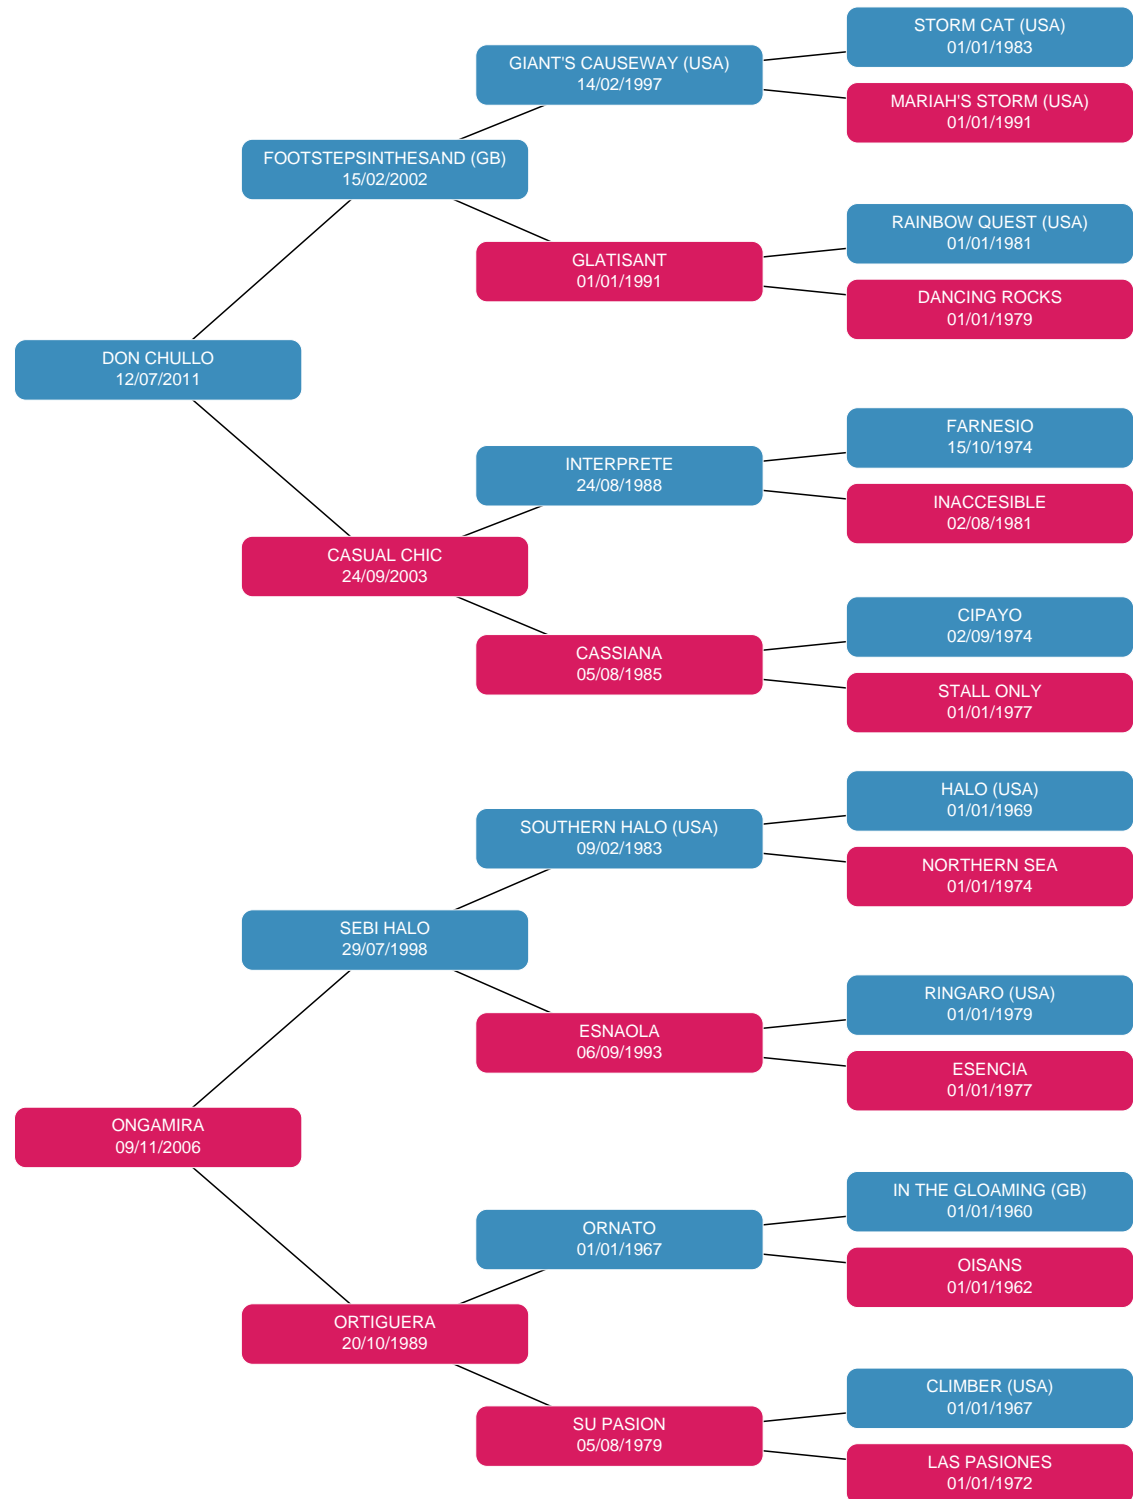 STORM CAT (USA)
01/01/1983
GIANT'S CAUSEWAY (USA)
14/02/1997
MARIAH'S STORM (USA)
01/01/1991
FOOTSTEPSINTHESAND (GB)
15/02/2002
RAINBOW QUEST (USA)
01/01/1981
GLATISANT
01/01/1991
DANCING ROCKS
01/01/1979
DON CHULLO
12/07/2011
FARNESIO
15/10/1974
INTERPRETE
24/08/1988
INACCESIBLE
02/08/1981
CASUAL CHIC
24/09/2003
CIPAYO
02/09/1974
CASSIANA
05/08/1985
STALL ONLY
01/01/1977
HALO (USA)
01/01/1969
SOUTHERN HALO (USA)
09/02/1983
NORTHERN SEA
01/01/1974
SEBI HALO
29/07/1998
RINGARO (USA)
01/01/1979
ESNAOLA
06/09/1993
ESENCIA
01/01/1977
ONGAMIRA
09/11/2006
IN THE GLOAMING (GB)
01/01/1960
ORNATO
01/01/1967
OISANS
01/01/1962
ORTIGUERA
20/10/1989
CLIMBER (USA)
01/01/1967
SU PASION
05/08/1979
LAS PASIONES
01/01/1972